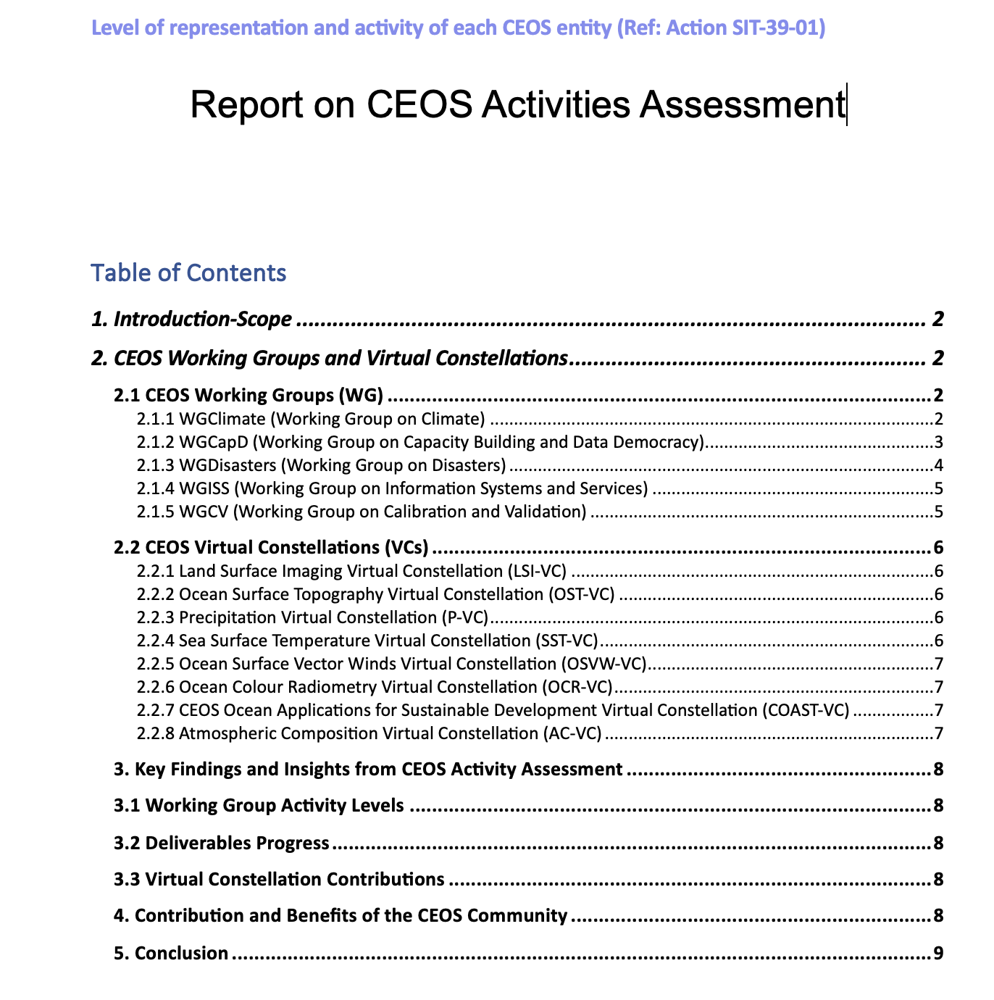 Level of representation and activity of each CEOS entity (Ref: Action SIT-39-01)
Report on CEOS Activities Assessment
Table of Contents
1. Introduction-Scope ........................................................................................................ 2
2. CEOS Working Groups and Virtual Constellations........................................................... 2
2.1 CEOS Working Groups (WG) ..............................................................................................2
2.1.1 WGClimate (Working Group on Climate) ............................................................................2
2.1.2 WGCapD (Working Group on Capacity Building and Data Democracy).......................................3
2.1.3 WGDisasters (Working Group on Disasters) .........................................................................4
2.1.4 WGISS (Working Group on Information Systems and Services) ................................................5
2.1.5 WGCV (Working Group on Calibration and Validation) ...........................................................5
2.2 CEOS Virtual Constellations (VCs) ......................................................................................6
2.2.1 Land Surface Imaging Virtual Constellation (LSI-VC) ..............................................................6
2.2.2 Ocean Surface Topography Virtual Constellation (OST-VC) ......................................................6
2.2.3 Precipitation Virtual Constellation (P-VC)............................................................................6
2.2.4 Sea Surface Temperature Virtual Constellation (SST-VC).........................................................6
2.2.5 Ocean Surface Vector Winds Virtual Constellation (OSVW-VC).................................................7
2.2.6 Ocean Colour Radiometry Virtual Constellation (OCR-VC).......................................................7
2.2.7 CEOS Ocean Applications for Sustainable Development Virtual Constellation (COAST-VC) ..............7
2.2.8 Atmospheric Composition Virtual Constellation (AC-VC) .........................................................7
3. Key Findings and Insights from CEOS Activity Assessment .....................................................8
3.1 Working Group Activity Levels ..........................................................................................8
3.2 Deliverables Progress........................................................................................................8
3.3 Virtual Constellation Contributions ...................................................................................8
4. Contribution and Benefits of the CEOS Community ..............................................................8
5. Conclusion .........................................................................................................................9